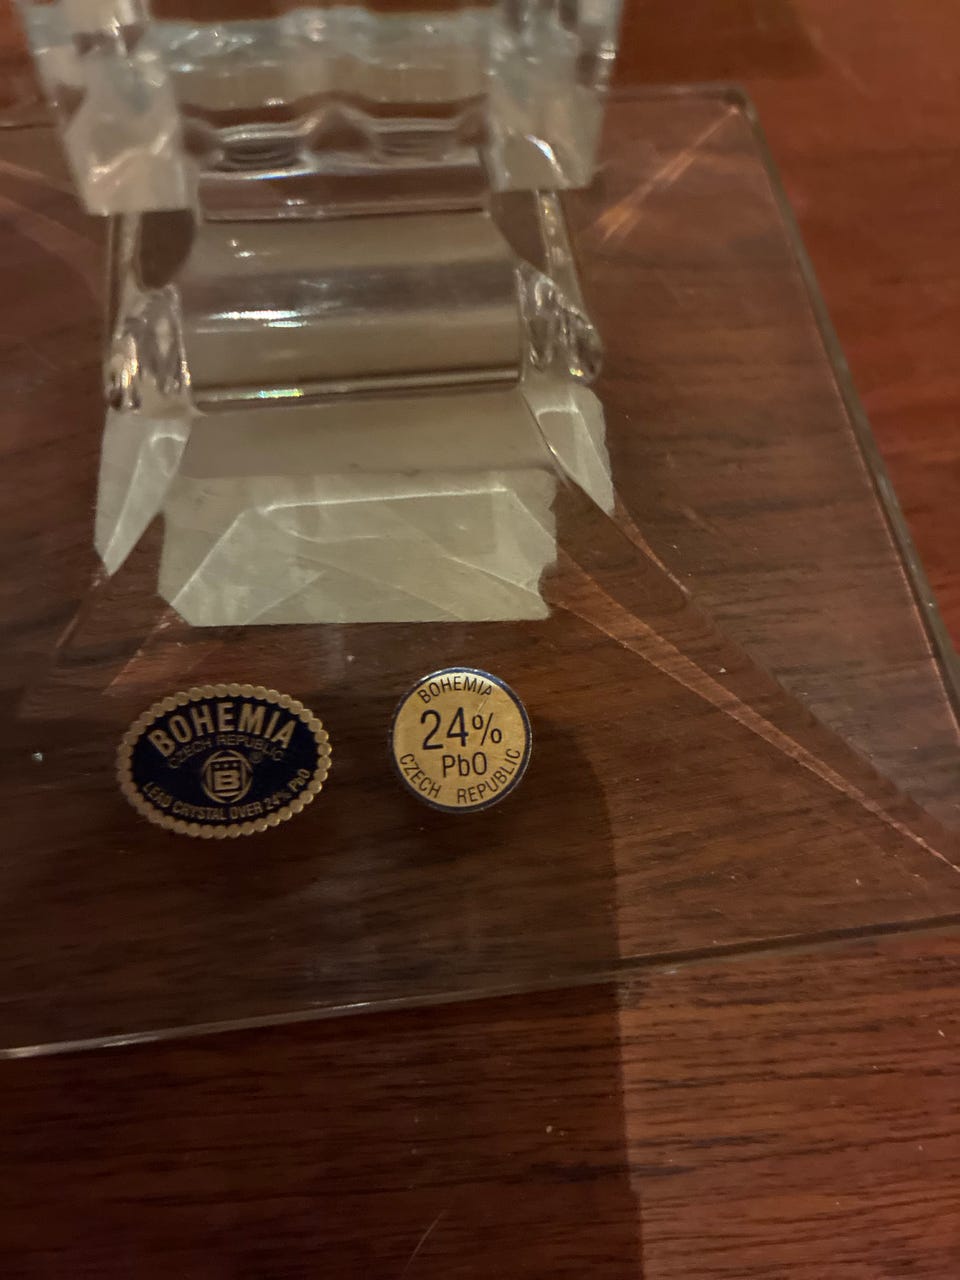 BOHEMIA
CZECH REPUBLIC
®
B
LEAD CRYSTAL OVER 24% PbO
BOHEMIA
24%
PbO
CZECH REPUBLIC